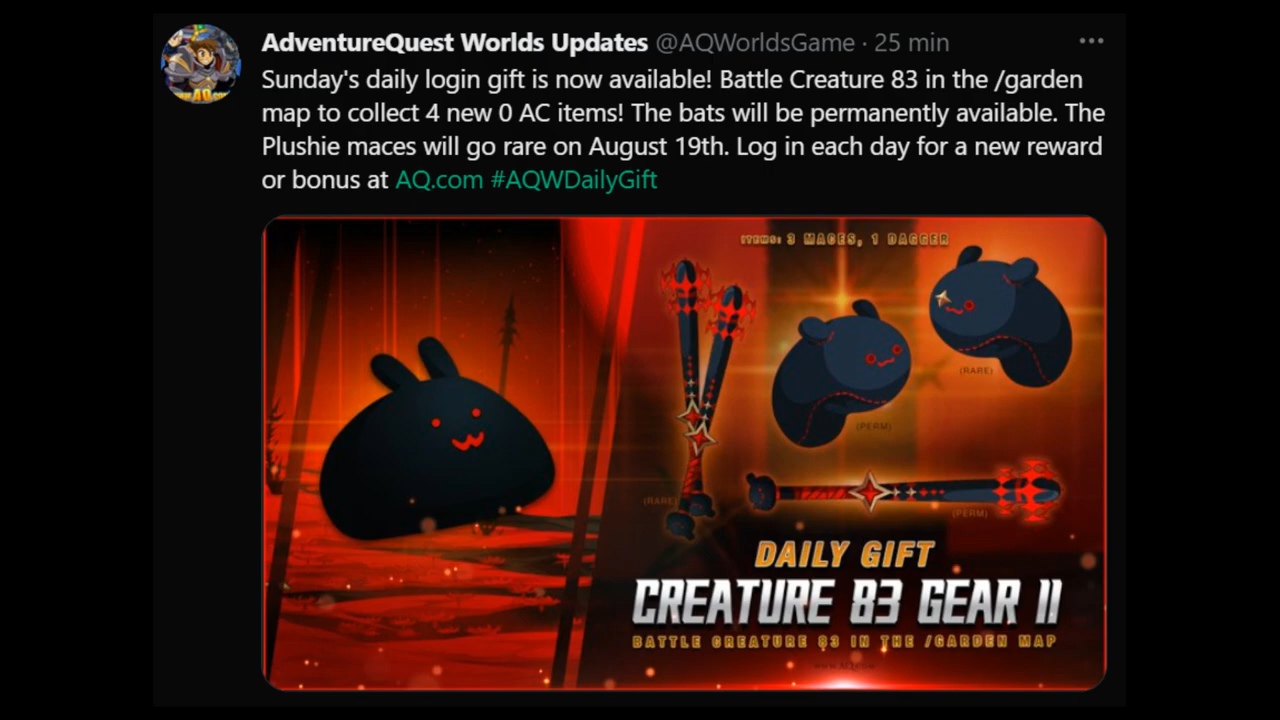 AdventureQuest Worlds Updates @AQWorldsGame · 25 min
Sunday's daily login gift is now available! Battle Creature 83 in the /garden
map to collect 4 new 0 AC items! The bats will be permanently available. The
Plushie maces will go rare on August 19th. Log in each day for a new reward
or bonus at AQ.com #AQWDailyGift
ITEMS: 3 MACES, 1 DAGGER
(RARE)
(PERM)
(RARE)
(PERM)
DAILY GIFT
CREATURE 83 GEAR II
BATTLE CREATURE 83 IN THE /GARDEN MAP
WWW.AQ.COM